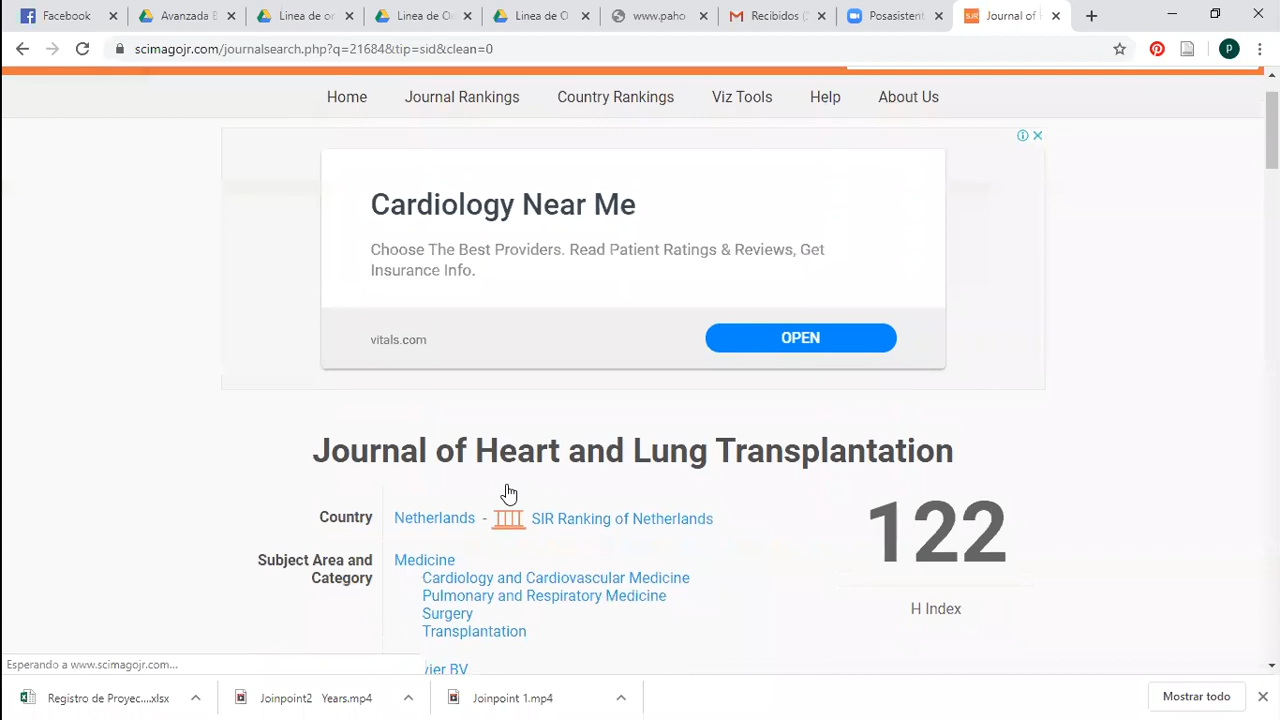 Facebook
Avanzada E
Linea de or
Linea de Ox
Linea de O
www.paho
Recibidos (
Posasistent
SJR
Journal of H
scimagojr.com/journalsearch.php?q=21684&tip=sid&clean=0
p
Home
Journal Rankings
Country Rankings
Viz Tools
Help
About Us
Cardiology Near Me
Choose The Best Providers. Read Patient Ratings & Reviews, Get
Insurance Info.
vitals.com
OPEN
Journal of Heart and Lung Transplantation
Country
Netherlands - SIR Ranking of Netherlands
122
Subject Area and
Category
Medicine
Cardiology and Cardiovascular Medicine
Pulmonary and Respiratory Medicine
Surgery
Transplantation
H Index
vier BV
Esperando a www.scimagojr.com...
Registro de Proyec....xlsx
Joinpoint2 Years.mp4
Joinpoint 1.mp4
Mostrar todo